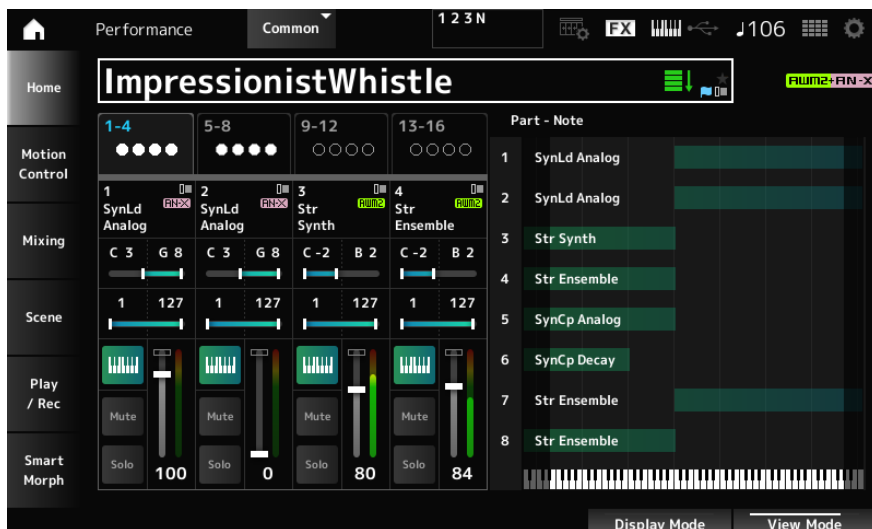 Performance
Common
1 2 3 N
FX
♩106
Home
ImpressionistWhistle
AWM2+AN-X
Motion
Control
Mixing
Scene
Play
/ Rec
Smart
Morph
1-4
5-8
9-12
13-16
1
SynLd
Analog
AN-X
2
SynLd
Analog
AN-X
3
Str
Synth
AWM2
4
Str
Ensemble
AWM2
C 3 G 8
C 3 G 8
C -2 B 2
C -2 B 2
1 127
1 127
1 127
1 127
Mute
Mute
Mute
Mute
Solo
Solo
Solo
Solo
100
0
80
84
Part - Note
1 SynLd Analog
2 SynLd Analog
3 Str Synth
4 Str Ensemble
5 SynCp Analog
6 SynCp Decay
7 Str Ensemble
8 Str Ensemble
Display Mode
View Mode